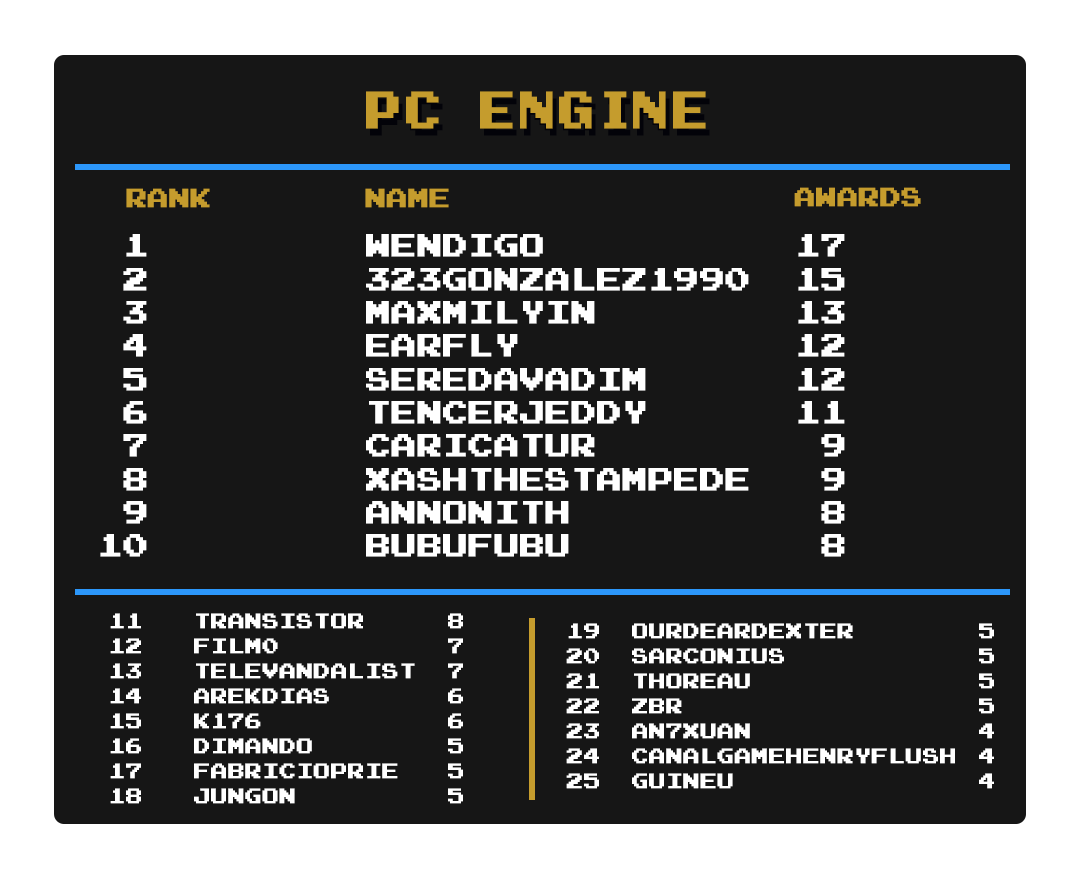 PC ENGINE
RANK NAME AWARDS
1 WENDIGO 17
2 323GONZALEZ1990 15
3 MAXMILYIN 13
4 EARFLY 12
5 SEREDAVADIM 12
6 TENCERJEDDY 11
7 CARICATUR 9
8 XASHTHESTAMPEDE 9
9 ANNONITH 8
10 BUBUFUBU 8
11 TRANSISTOR 8
12 FILMO 7
13 TELEVANDALIST 7
14 AREKDIAS 6
15 K176 6
16 DIMANDO 5
17 FABRICIOPRIE 5
18 JUNGON 5
19 OURDEARDEXTER 5
20 SARCONIUS 5
21 THOREAU 5
22 ZBR 5
23 AN7XUAN 4
24 CANALGAMEHENRYFLUSH 4
25 GUINEU 4